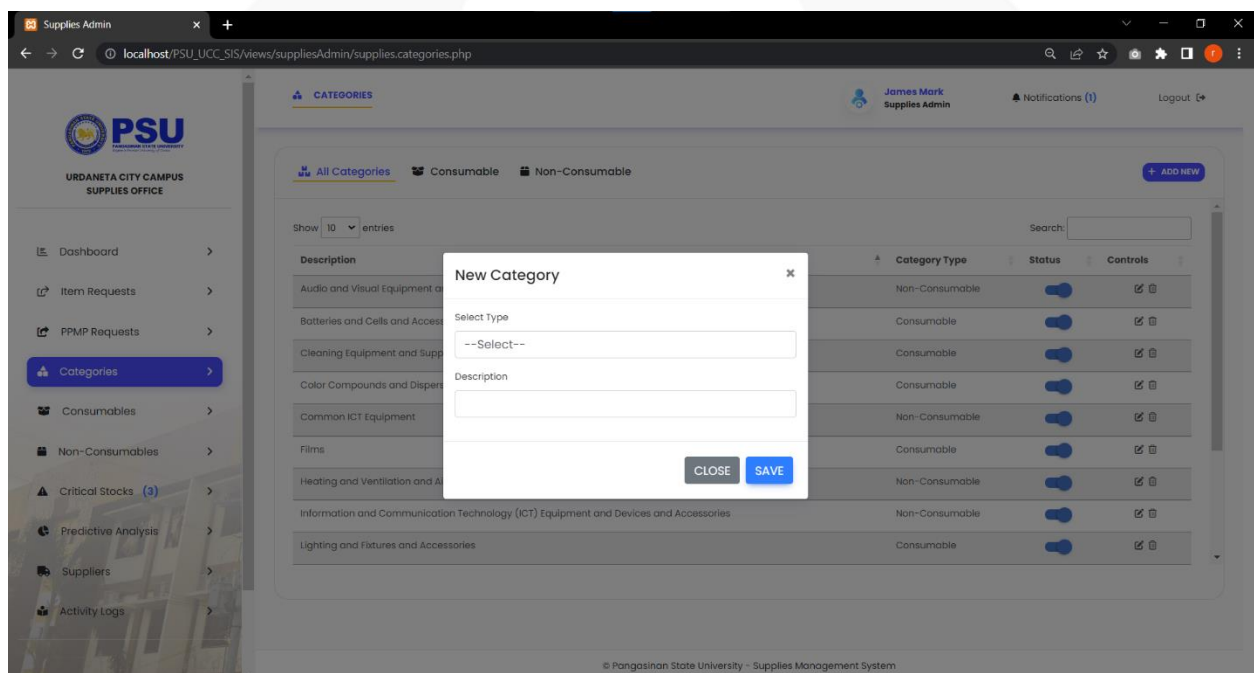 Supplies Admin
localhost/PSU_UCC_SIS/views/suppliesAdmin/supplies.categories.php
PSU
URDANETA CITY CAMPUS
SUPPLIES OFFICE
Dashboard
Item Requests
PPMP Requests
Categories
Consumables
Non-Consumables
Critical Stocks (3)
Predictive Analysis
Suppliers
Activity Logs
CATEGORIES
James Mark
Supplies Admin
Notifications (1)
Logout
All Categories Consumable Non-Consumable
+ ADD NEW
Show 10 entries
Search:
Description Category Type Status Controls
Audio and Visual Equipment Non-Consumable
Batteries and Cells and Consumable
Cleaning Equipment and Consumable
Color Compounds and Consumable
Common ICT Equipment Non-Consumable
Films Consumable
Heating and Ventilation and Non-Consumable
Information and Communication Technology (ICT) Equipment and Devices and Accessories Non-Consumable
Lighting and Fixtures and Accessories Consumable
New Category
Select Type
--Select--
Description
CLOSE SAVE
© Pangasinan State University - Supplies Management System